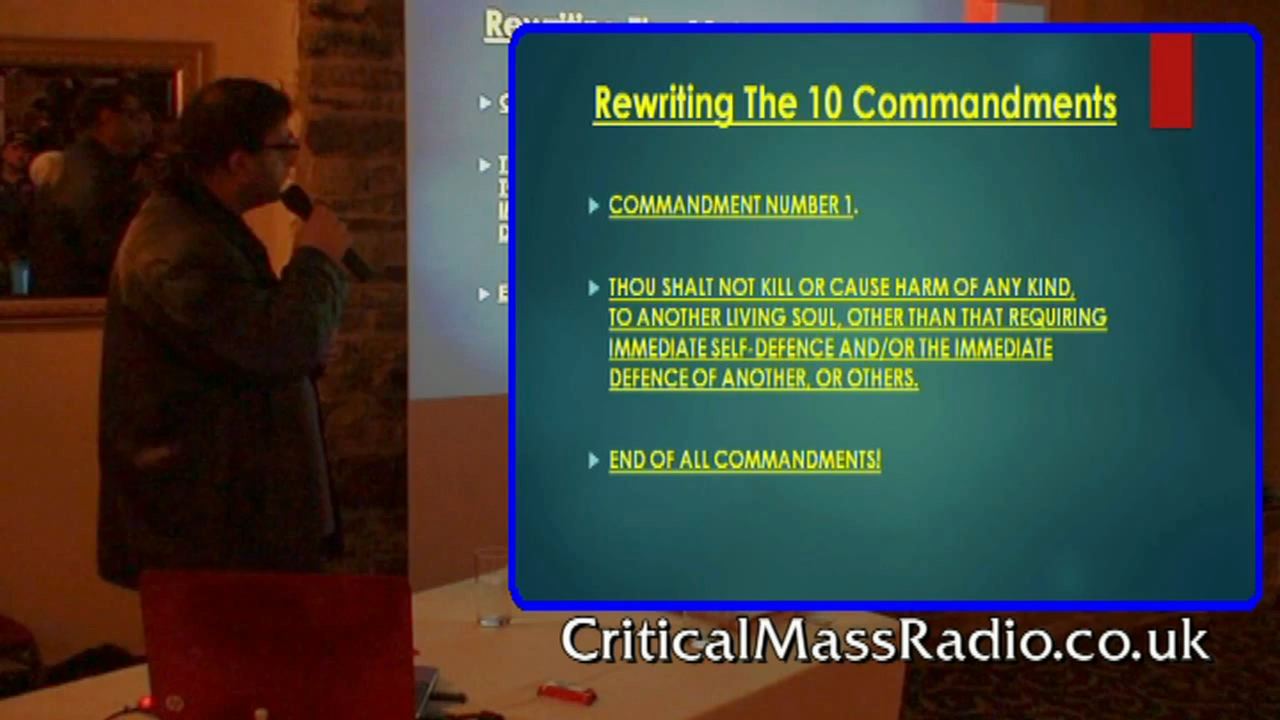 Rewriting The 10 Commandments
COMMANDMENT NUMBER 1.
THOU SHALT NOT KILL OR CAUSE HARM OF ANY KIND,
TO ANOTHER LIVING SOUL, OTHER THAN THAT REQUIRING
IMMEDIATE SELF-DEFENCE AND/OR THE IMMEDIATE
DEFENCE OF ANOTHER, OR OTHERS.
END OF ALL COMMANDMENTS!
CriticalMassRadio.co.uk
hp